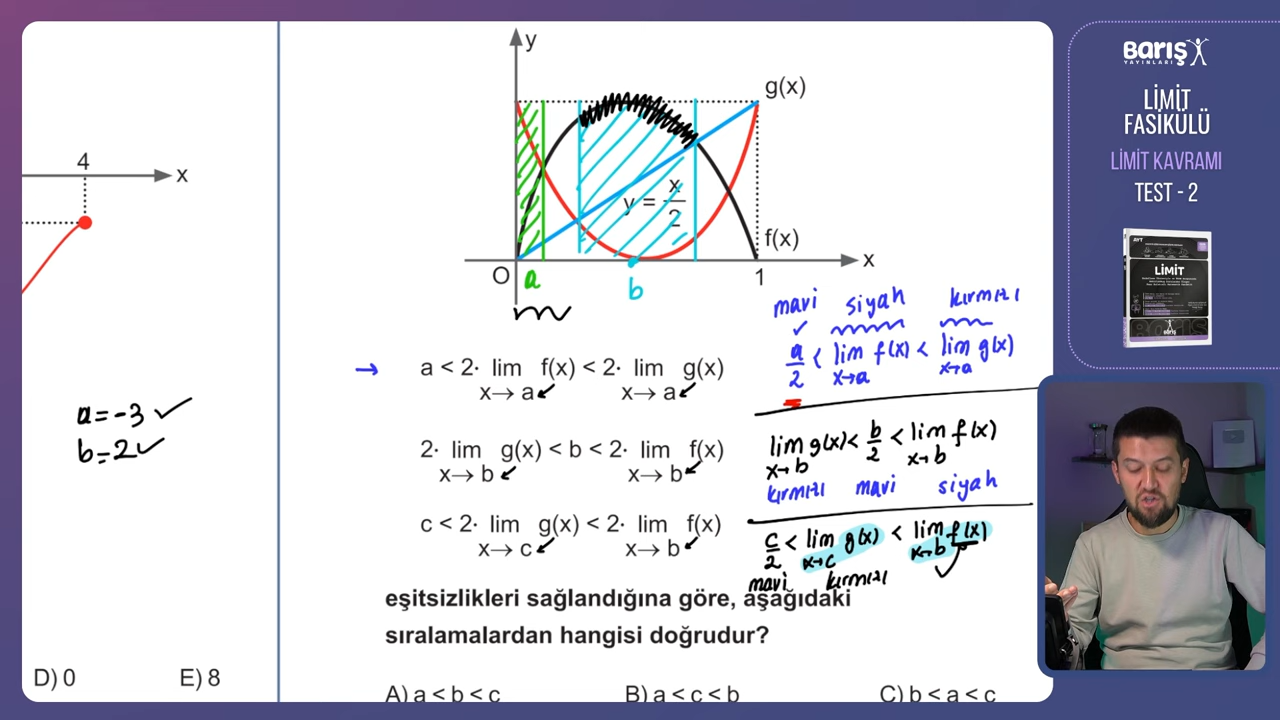 4
x
a = -3 ✓
b = 2 ✓
D) 0 E) 8
y
g(x)
y = x/2
f(x)
O a b 1 x
mavi siyah kırmızı
a/2 < lim f(x) < lim g(x)
x→a x→a
→ a < 2· lim f(x) < 2· lim g(x)
x→ a x→ a
lim g(x) < b/2 < lim f(x)
x→b x→b
kırmızı mavi siyah
2· lim g(x) < b < 2· lim f(x)
x→ b x→ b
c < 2· lim g(x) < 2· lim f(x)
x→ c x→ b
c/2 < lim g(x) < lim f(x)
x→c x→b
mavi kırmızı
eşitsizlikleri sağlandığına göre, aşağıdaki
sıralamalardan hangisi doğrudur?
A) a < b < c B) a < c < b C) b < a < c
BARIŞ
YAYINLARI
LİMİT
FASİKÜLÜ
LİMİT KAVRAMI
TEST - 2
AYT
LİMİT
BARIŞ